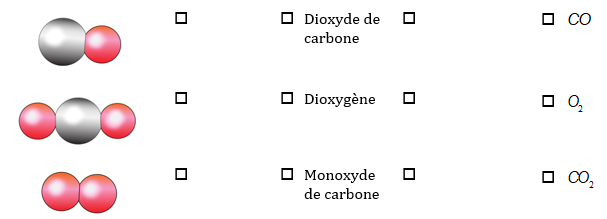 Dioxyde de
carbone
CO
Dioxygène
O₂
Monoxyde
de carbone
CO₂